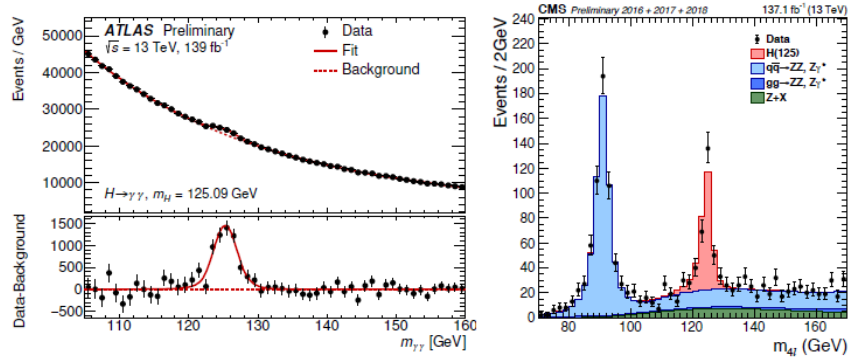 ATLAS Preliminary
√s = 13 TeV, 139 fb⁻¹
Data
Fit
Background
Events / GeV
50000
40000
30000
20000
10000
H→γγ, m_H = 125.09 GeV
Data-Background
1500
1000
500
0
−500
110 120 130 140 150 160
m_γγ [GeV]
CMS Preliminary 2016 + 2017 + 2018 137.1 fb⁻¹ (13 TeV)
Events / 2GeV
240
220
200
180
160
140
120
100
80
60
40
20
0
Data
H(125)
qq̄→ZZ, Zγ*
gg→ZZ, Zγ*
Z+X
80 100 120 140 160
m_4l (GeV)